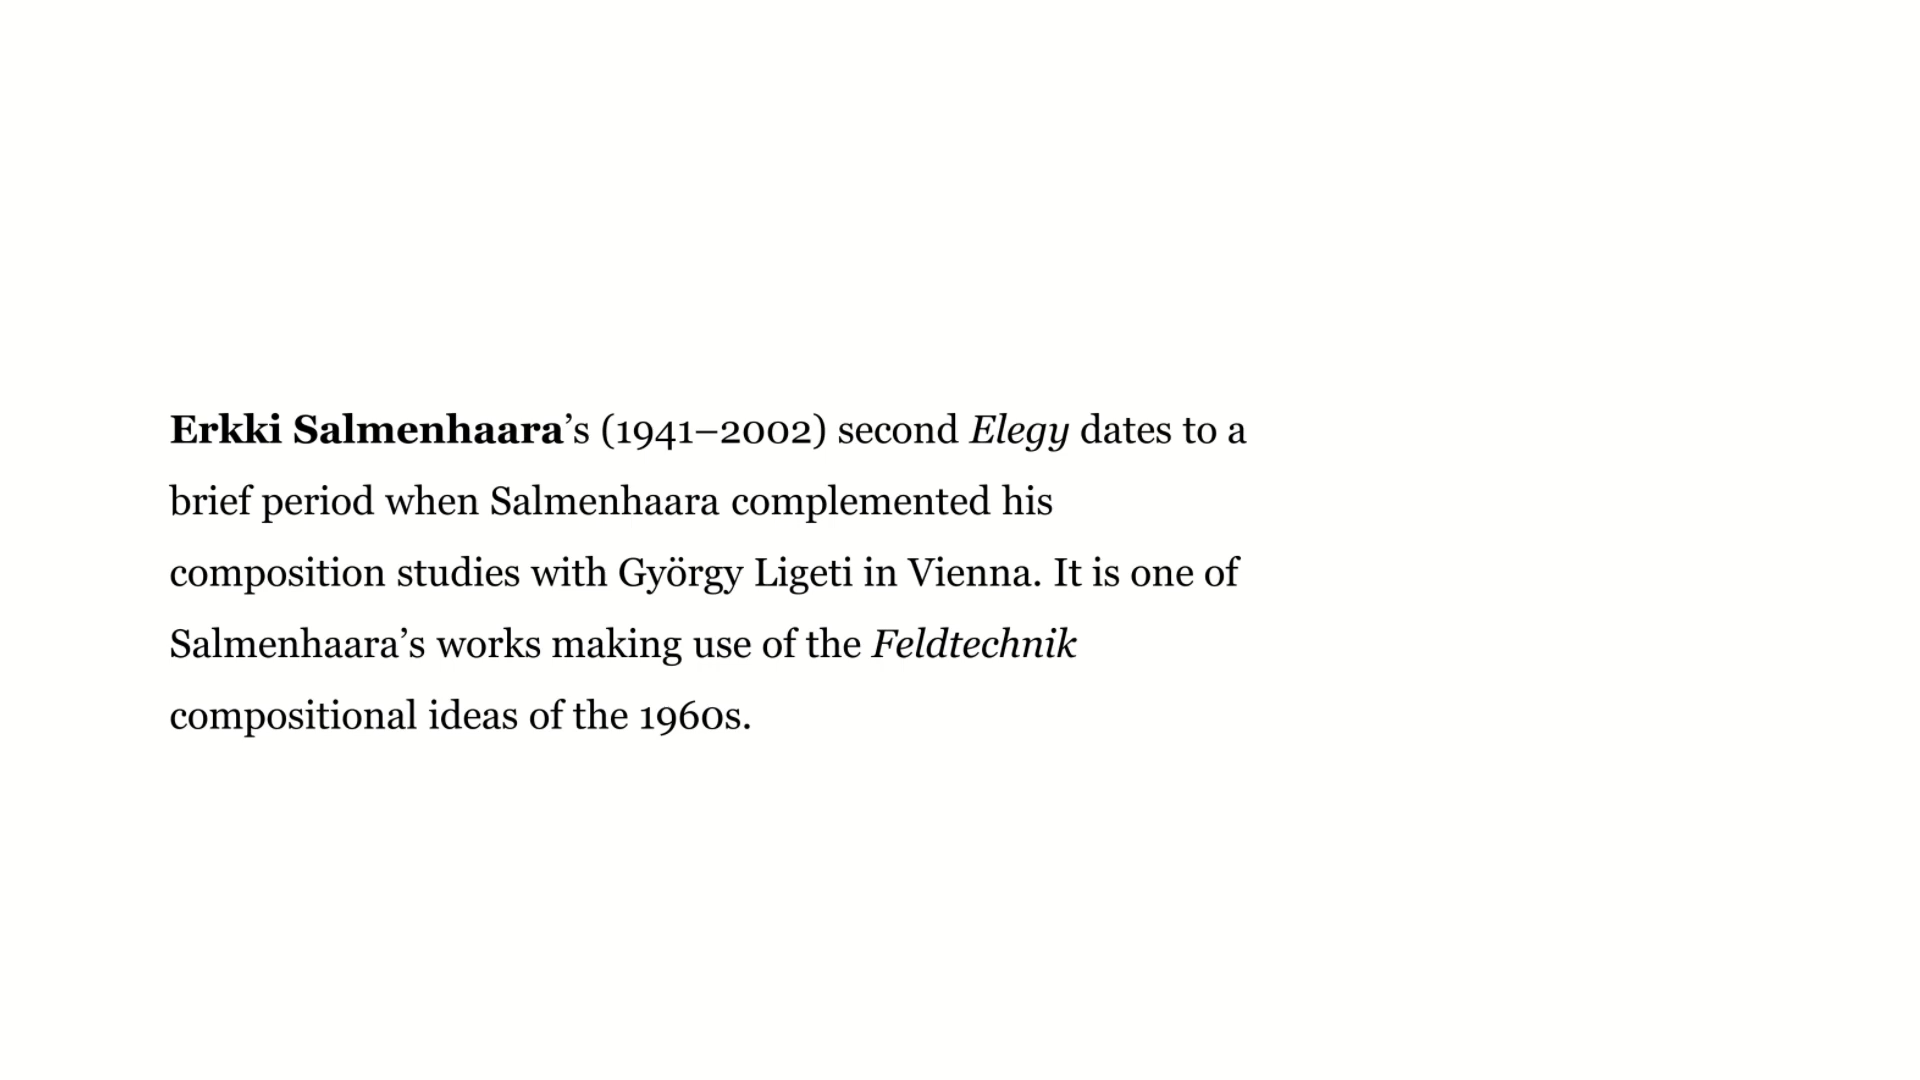 Erkki Salmenhaara’s (1941–2002) second Elegy dates to a
brief period when Salmenhaara complemented his
composition studies with György Ligeti in Vienna. It is one of
Salmenhaara’s works making use of the Feldtechnik
compositional ideas of the 1960s.